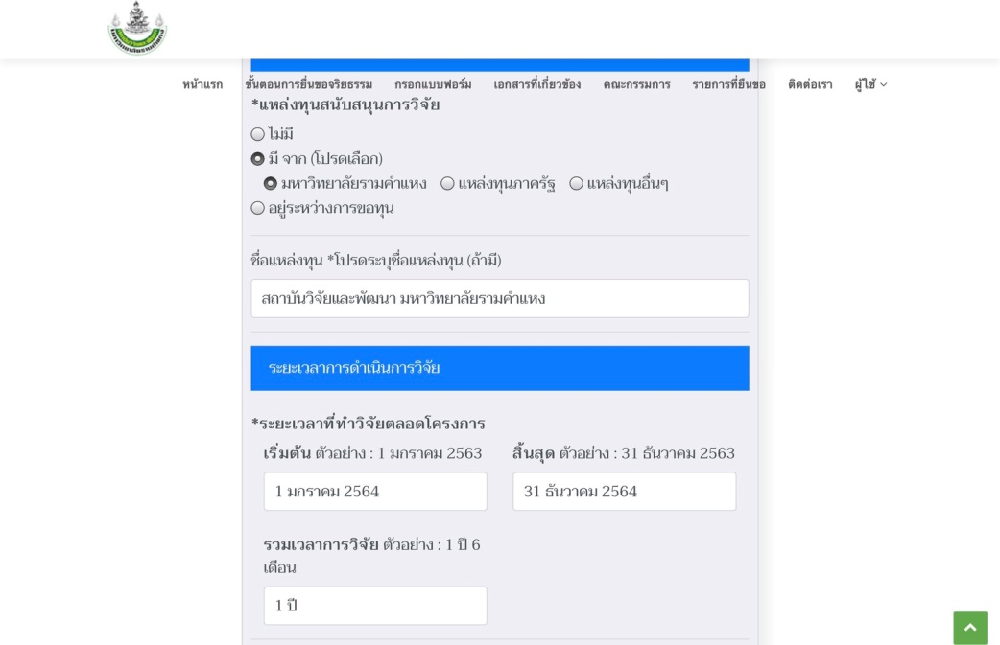 หน้าแรก ขั้นตอนการยื่นขอจริยธรรม กรอกแบบฟอร์ม เอกสารที่เกี่ยวข้อง คณะกรรมการ รายการที่ยืนขอ ติดต่อเรา ผู้ใช้
*แหล่งทุนสนับสนุนการวิจัย
ไม่มี
มี จาก (โปรดเลือก)
มหาวิทยาลัยรามคำแหง แหล่งทุนภาครัฐ แหล่งทุนอื่นๆ
อยู่ระหว่างการขอทุน
ชื่อแหล่งทุน *โปรดระบุชื่อแหล่งทุน (ถ้ามี)
สถาบันวิจัยและพัฒนา มหาวิทยาลัยรามคำแหง
ระยะเวลาการดำเนินการวิจัย
*ระยะเวลาที่ทำวิจัยตลอดโครงการ
เริ่มต้น ตัวอย่าง : 1 มกราคม 2563 สิ้นสุด ตัวอย่าง : 31 ธันวาคม 2563
1 มกราคม 2564 31 ธันวาคม 2564
รวมเวลาการวิจัย ตัวอย่าง : 1 ปี 6
เดือน
1 ปี